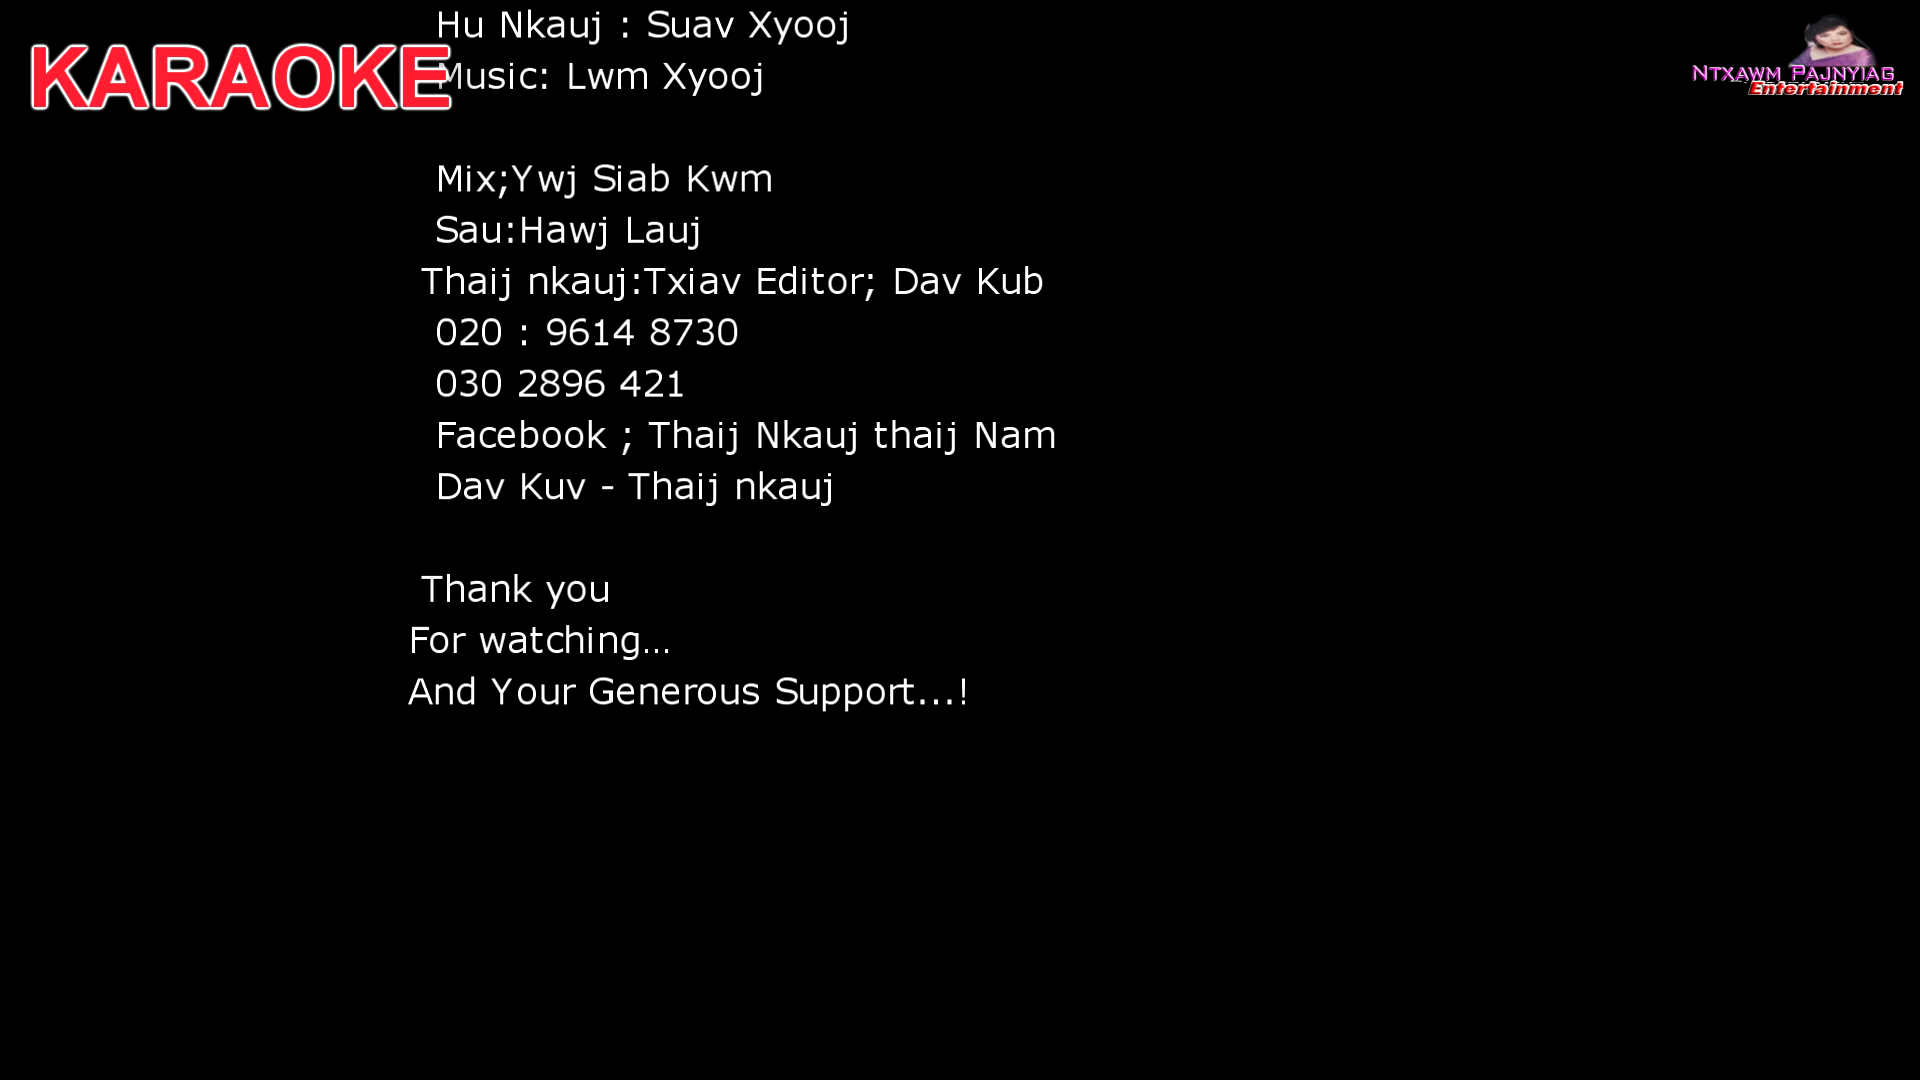 Hu Nkauj : Suav Xyooj
KARAOKE
Music: Lwm Xyooj
NTXAWM PAJNYIAG
Entertainment
Mix;Ywj Siab Kwm
Sau:Hawj Lauj
Thaij nkauj:Txiav Editor; Dav Kub
020 : 9614 8730
030 2896 421
Facebook ; Thaij Nkauj thaij Nam
Dav Kuv - Thaij nkauj
Thank you
For watching...
And Your Generous Support...!